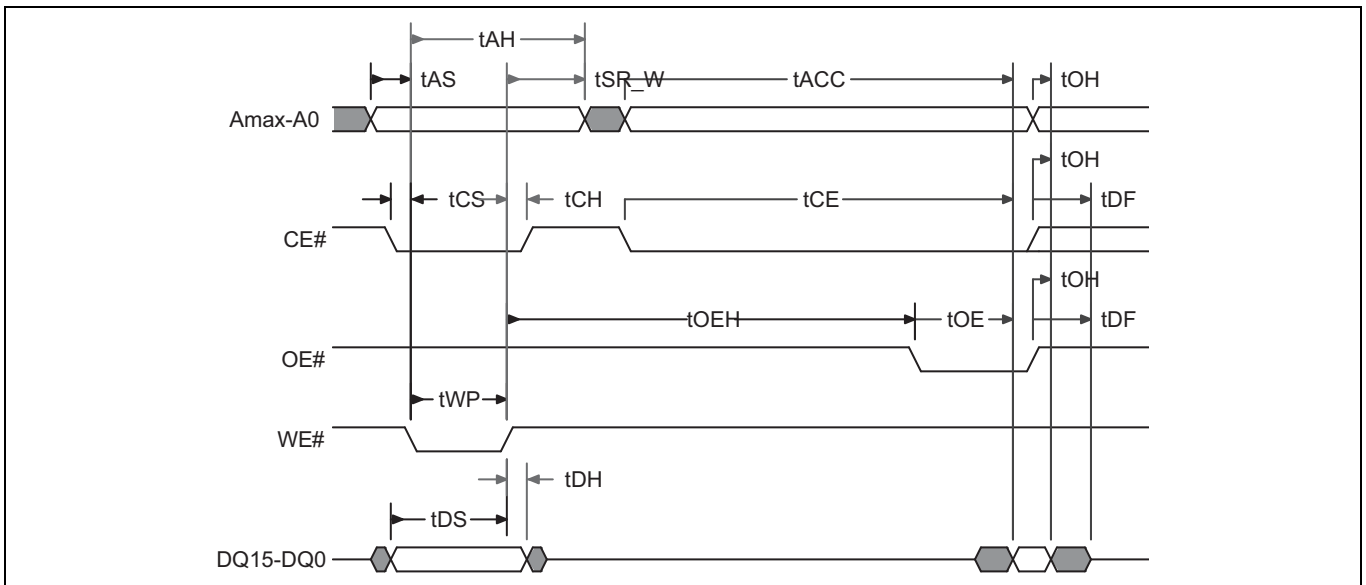 tAH
tAS tSR_W tACC tOH
Amax-A0
tOH
tCS tCH tCE tDF
CE#
tOH
tOEH tOE tDF
OE#
tWP
WE#
tDH
tDS
DQ15-DQ0